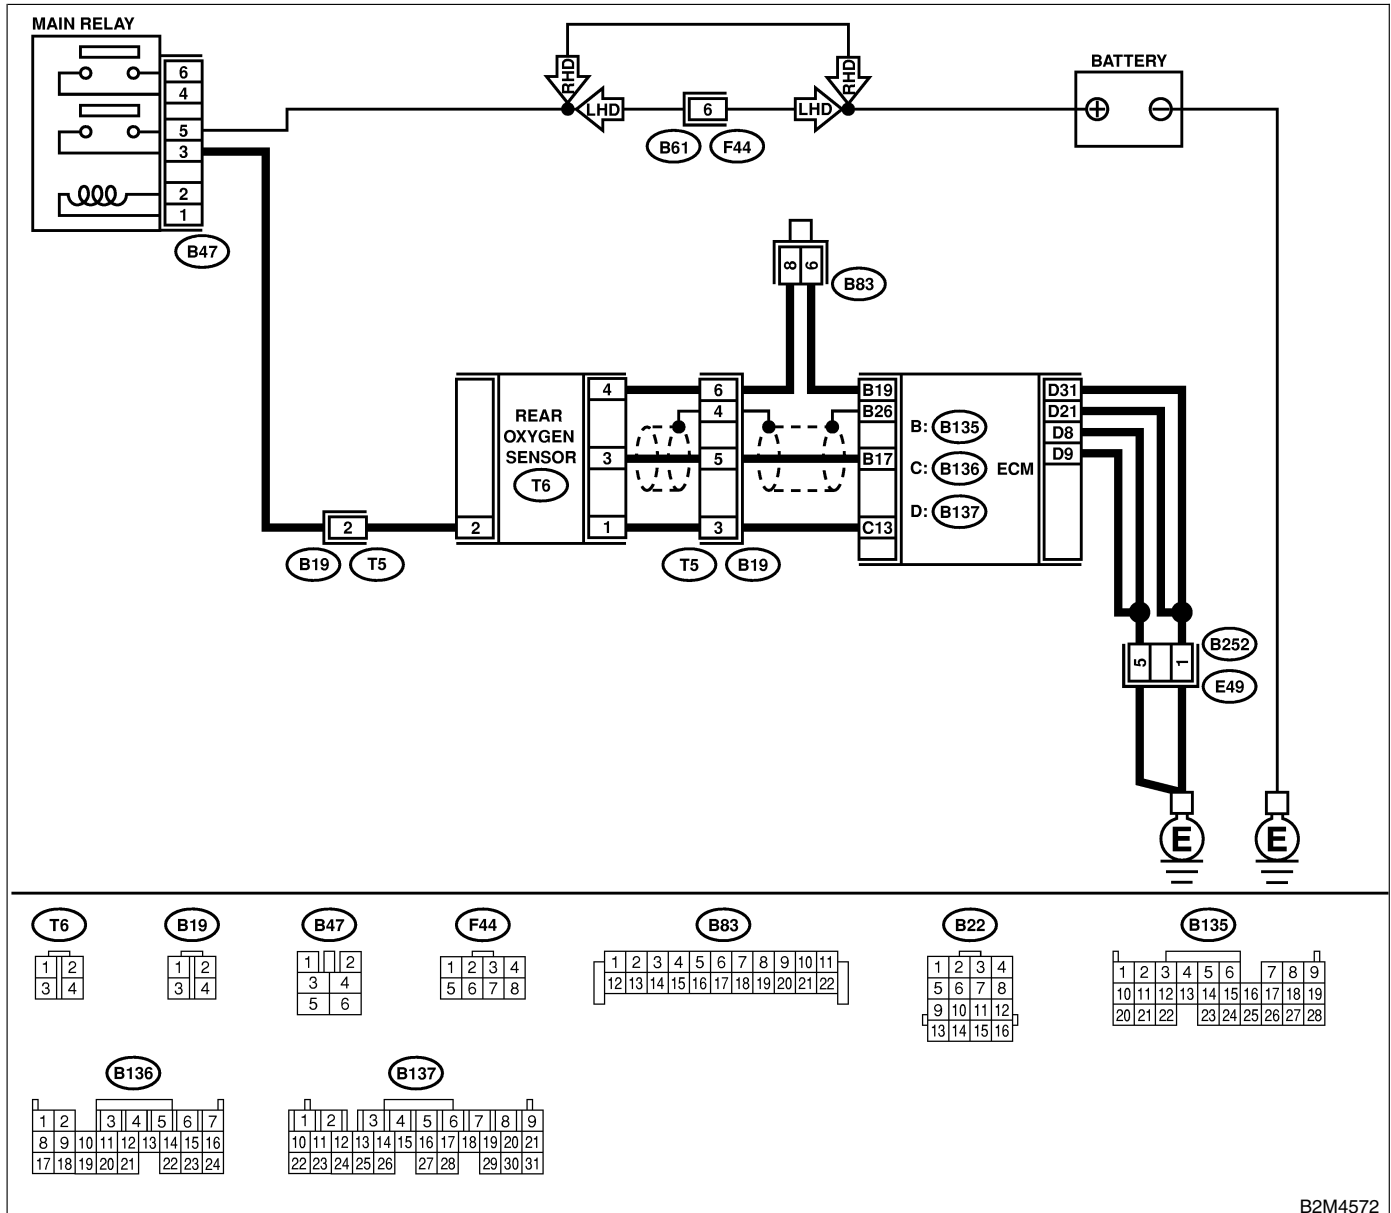 MAIN RELAY
6
4
5
3
2
1
B47
RHD
RHD
LHD
6
LHD
B61
F44
BATTERY
+
−
8
6
B83
REAR
OXYGEN
SENSOR
T6
2
4
3
1
6
4
5
3
T5
B19
2
B19
T5
B19
B26
B17
C13
B: B135
C: B136
D: B137
ECM
D31
D21
D8
D9
5
1
B252
E49
E
E
T6
1 2
3 4
B19
1 2
3 4
B47
1 2
3 4
5 6
F44
1 2 3 4
5 6 7 8
B83
1 2 3 4 5 6 7 8 9 10 11
12 13 14 15 16 17 18 19 20 21 22
B22
1 2 3 4
5 6 7 8
9 10 11 12
13 14 15 16
B135
1 2 3 4 5 6 7 8 9
10 11 12 13 14 15 16 17 18 19
20 21 22 23 24 25 26 27 28
B136
1 2 3 4 5 6 7
8 9 10 11 12 13 14 15 16
17 18 19 20 21 22 23 24
B137
1 2 3 4 5 6 7 8 9
10 11 12 13 14 15 16 17 18 19 20 21
22 23 24 25 26 27 28 29 30 31
B2M4572